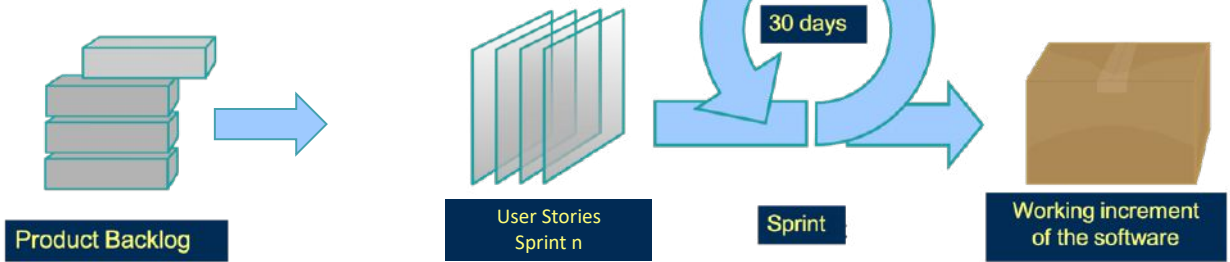 30 days
Product Backlog
User Stories
Sprint n
Sprint
Working increment
of the software